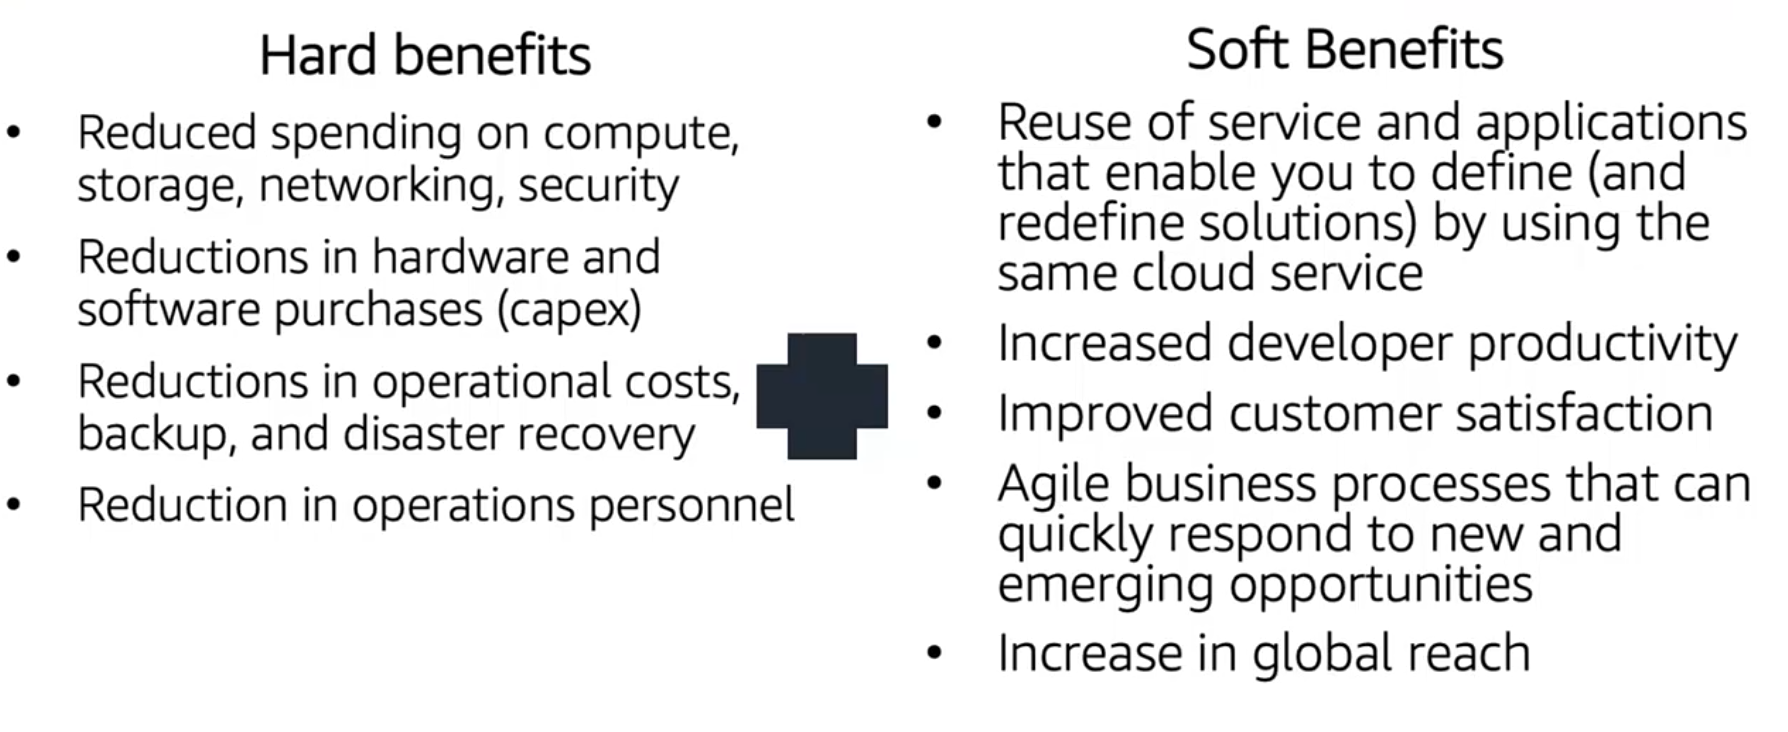 Hard benefits
• Reduced spending on compute,
storage, networking, security
• Reductions in hardware and
software purchases (capex)
• Reductions in operational costs,
backup, and disaster recovery
• Reduction in operations personnel
Soft Benefits
• Reuse of service and applications
that enable you to define (and
redefine solutions) by using the
same cloud service
• Increased developer productivity
• Improved customer satisfaction
• Agile business processes that can
quickly respond to new and
emerging opportunities
• Increase in global reach